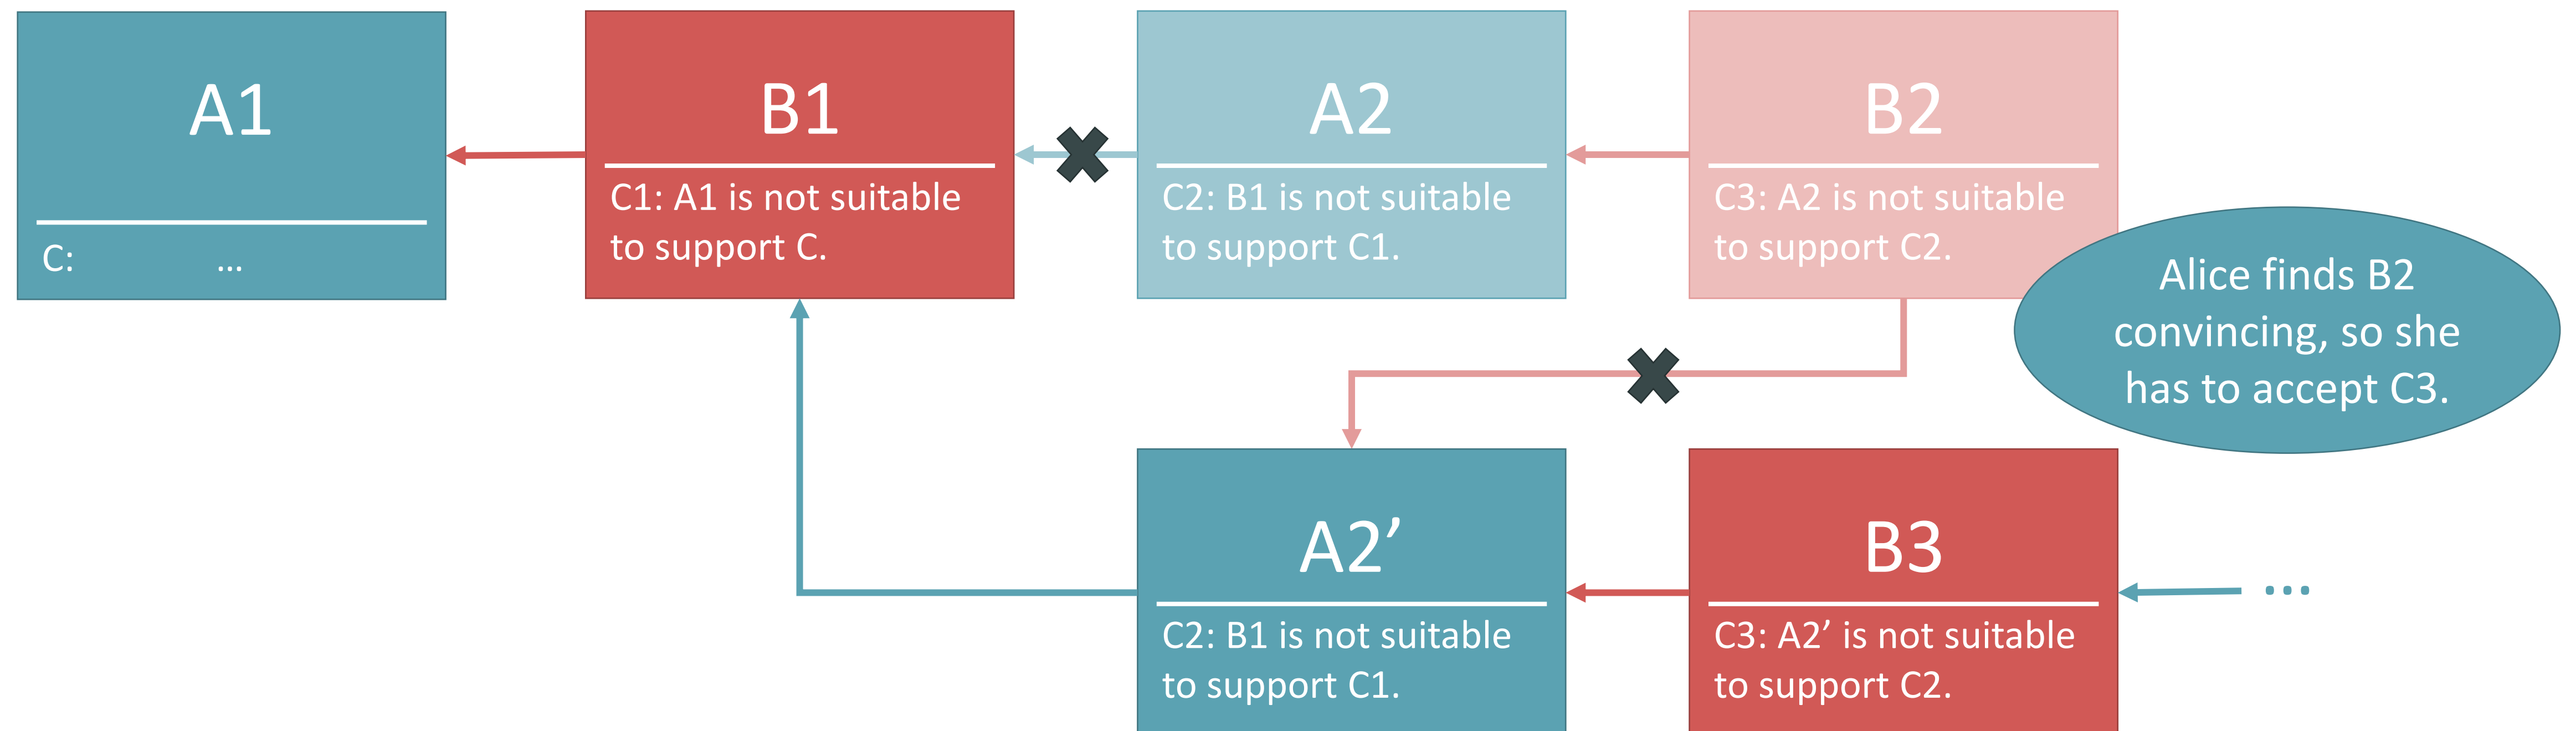 A1
C: ...
B1
C1: A1 is not suitable
to support C.
A2
C2: B1 is not suitable
to support C1.
B2
C3: A2 is not suitable
to support C2.
Alice finds B2
convincing, so she
has to accept C3.
A2’
C2: B1 is not suitable
to support C1.
B3
C3: A2’ is not suitable
to support C2.
...